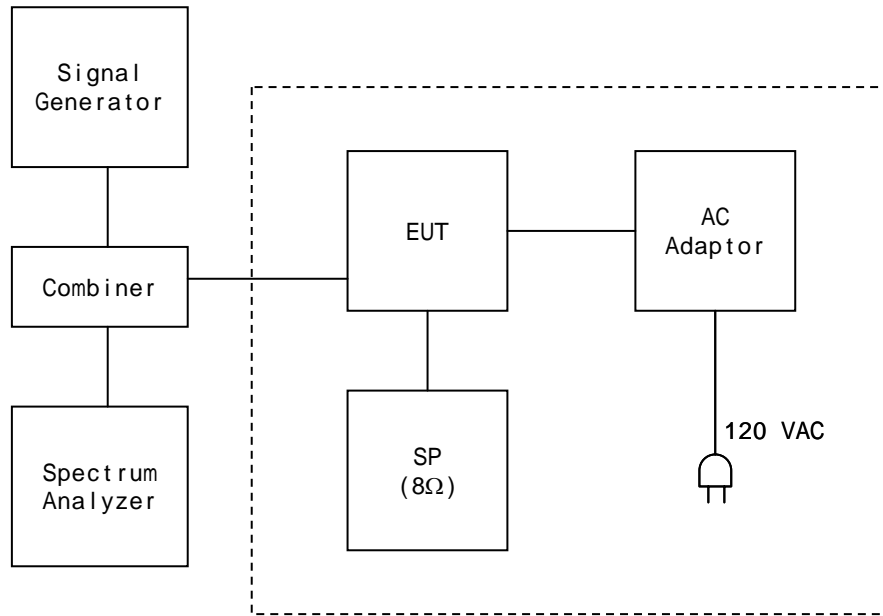 Signal
Generator
Combiner
Spectrum
Analyzer
EUT
AC
Adaptor
SP
(8Ω)
120 VAC